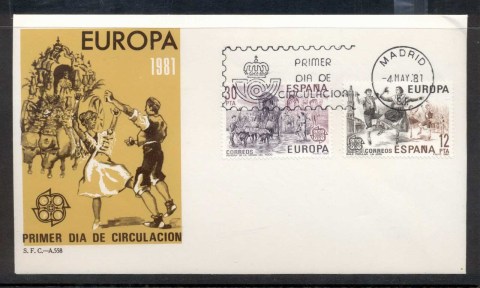 EUROPA
1981
PRIMER DIA DE CIRCULACION
S. F. C.—A.558
PRIMER
DIA DE
CIRCULACION
MADRID
-4 MAY. 81
30
PTA
ESPAÑA
CORREOS
EUROPA
EUROPA
12
PTA
CORREOS
ESPAÑA